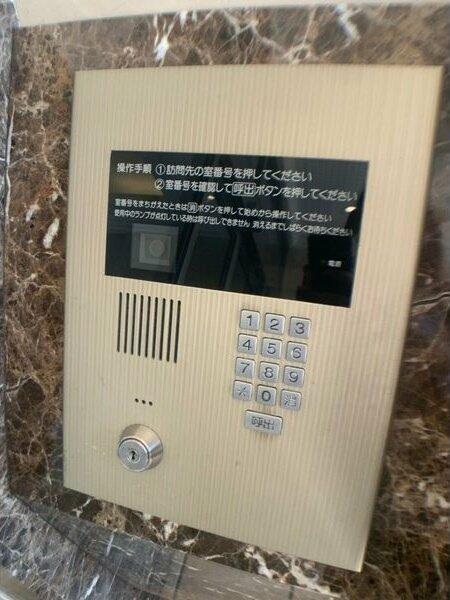 操作手順 ①訪問先の室番号を押してください
②室番号を確認して呼出ボタンを押してください
室番号をまちがえたときは消ボタンを押して始めから操作してください
使用中のランプが点灯している時は呼び出しできません 消えるまでしばらくお待ちください
電源
1 2 3
4 5 6
7 8 9
* 0 消
呼出